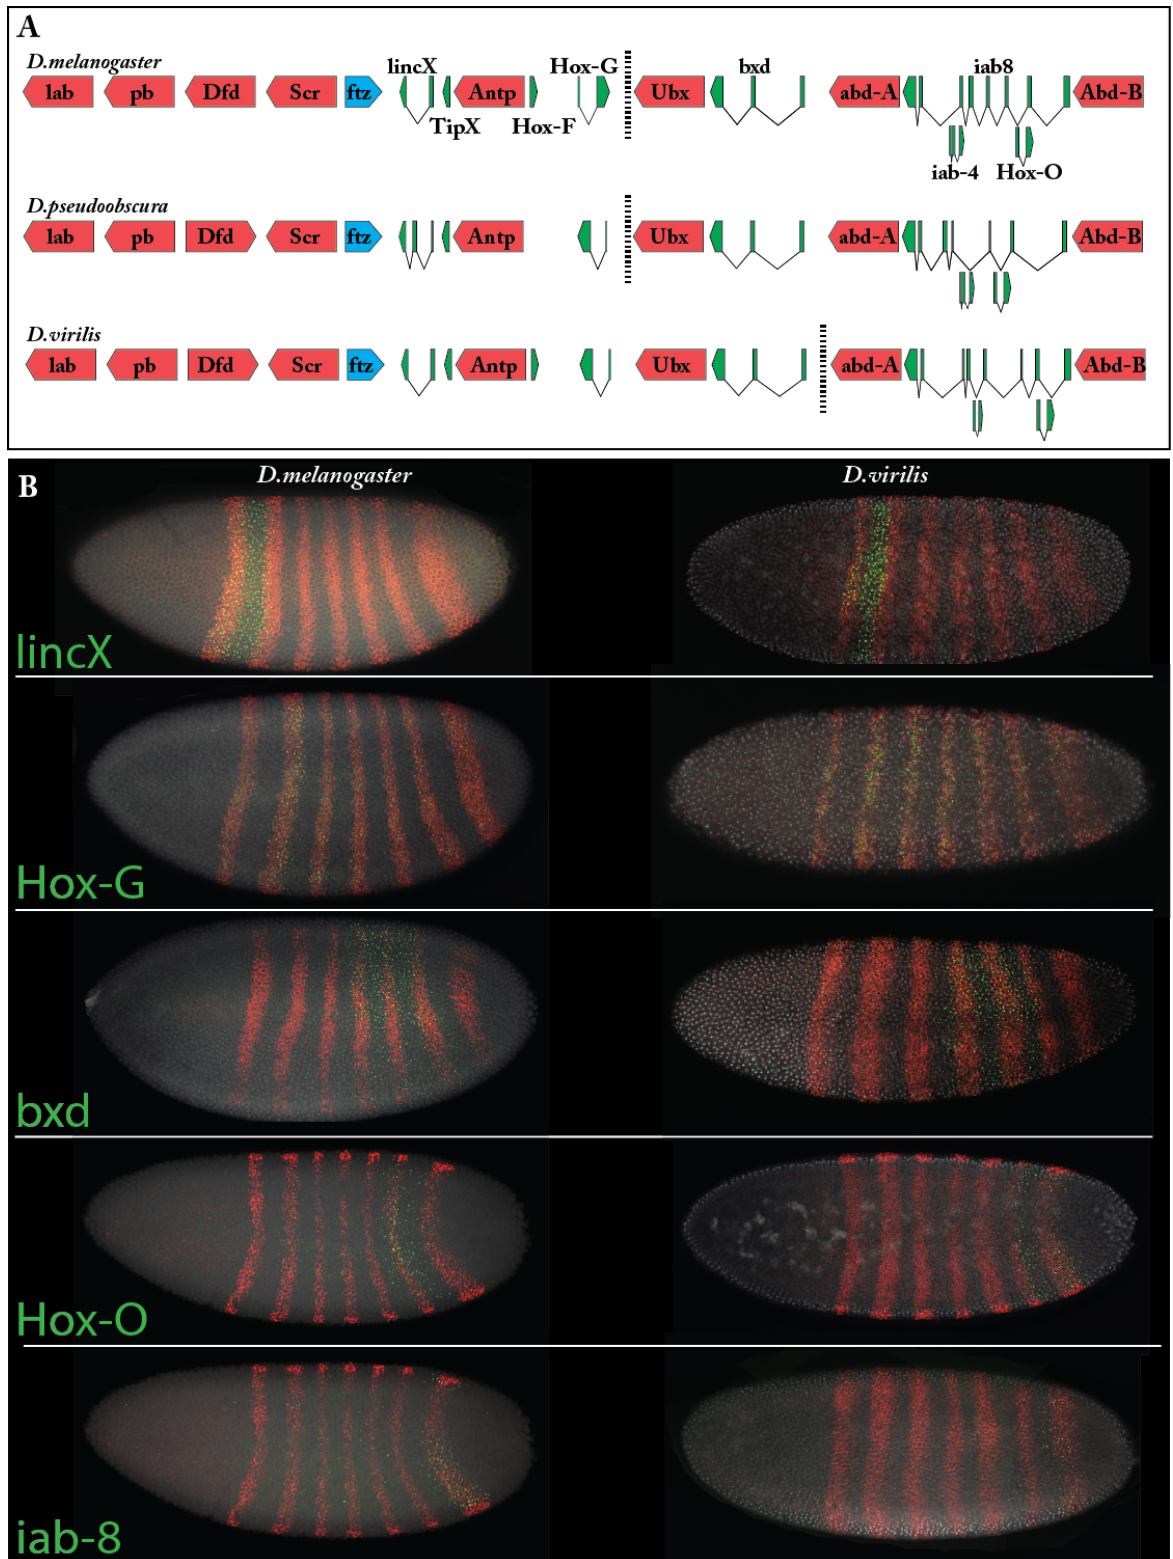 A
D.melanogaster
lincX Hox-G bxd iab8
lab pb Dfd Scr ftz Antp Ubx abd-A Abd-B
TipX Hox-F
iab-4 Hox-O
D.pseudoobscura
lab pb Dfd Scr ftz Antp Ubx abd-A Abd-B
D.virilis
lab pb Dfd Scr ftz Antp Ubx abd-A Abd-B
B D.melanogaster D.virilis
lincX
Hox-G
bxd
Hox-O
iab-8